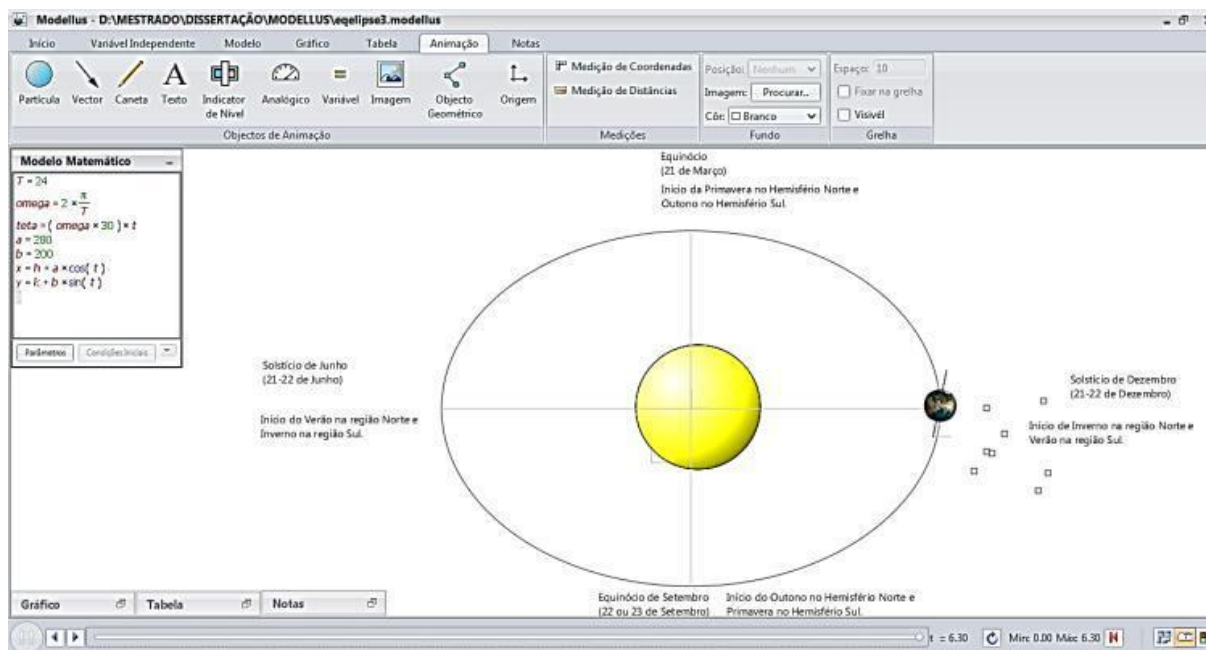 Modellus - D:\MESTRADO\DISSERTAÇÃO\MODELLUS\eqelipse3.modellus
Início Variável Independente Modelo Gráfico Tabela Animação Notas
Partícula Vector Caneta Texto Indicator de Nível Analógico Variável Imagem Objecto Geométrico Origem
Objectos de Animação
Medição de Coordenadas
Medição de Distâncias
Medições
Posição: Nenhum
Imagem: Procurar...
Côr: Branco
Fundo
Espaço: 10
Fixar na grelha
Visivél
Grelha
Modelo Matemático
T = 24
omega = 2 × π/T
teta = ( omega × 30 ) × t
a = 280
b = 200
x = h + a × cos( t )
y = k + b × sin( t )
Parâmetros Condições Iniciais
Equinócio
(21 de Março)
Início da Primavera no Hemisfério Norte e
Outono no Hemisfério Sul.
Solstício de Junho
(21-22 de Junho)
Início do Verão na região Norte e
Inverno na região Sul.
Solstício de Dezembro
(21-22 de Dezembro)
Início de Inverno na região Norte e
Verão na região Sul.
Equinócio de Setembro
(22 ou 23 de Setembro)
Início do Outono no Hemisfério Norte e
Primavera no Hemisfério Sul.
Gráfico Tabela Notas
t = 6.30 Min: 0.00 Máx: 6.30